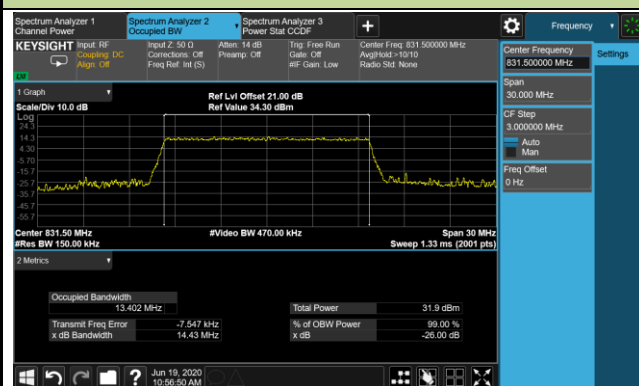 Spectrum Analyzer 1
Channel Power
Spectrum Analyzer 2
Occupied BW
Spectrum Analyzer 3
Power Stat CCDF
Frequency
KEYSIGHT
Input: RF
Coupling: DC
Align: Off
Input Z: 50 Ω
Corrections: Off
Freq Ref: Int (S)
Atten: 14 dB
Preamp: Off
Trig: Free Run
Gate: Off
#IF Gain: Low
Center Freq: 831.500000 MHz
Avg|Hold:>10/10
Radio Std: None
Center Frequency
831.500000 MHz
Settings
Span
30.000 MHz
CF Step
3.000000 MHz
Auto
Man
Freq Offset
0 Hz
1 Graph
Scale/Div 10.0 dB
Ref Lvl Offset 21.00 dB
Ref Value 34.30 dBm
Log
24.3
14.3
4.30
-5.70
-15.7
-25.7
-35.7
-45.7
-55.7
Center 831.50 MHz
#Res BW 150.00 kHz
#Video BW 470.00 kHz
Span 30 MHz
Sweep 1.33 ms (2001 pts)
2 Metrics
Occupied Bandwidth
13.402 MHz
Total Power 31.9 dBm
Transmit Freq Error -7.547 kHz
% of OBW Power 99.00 %
x dB Bandwidth 14.43 MHz
x dB -26.00 dB
Jun 19, 2020
10:56:50 AM